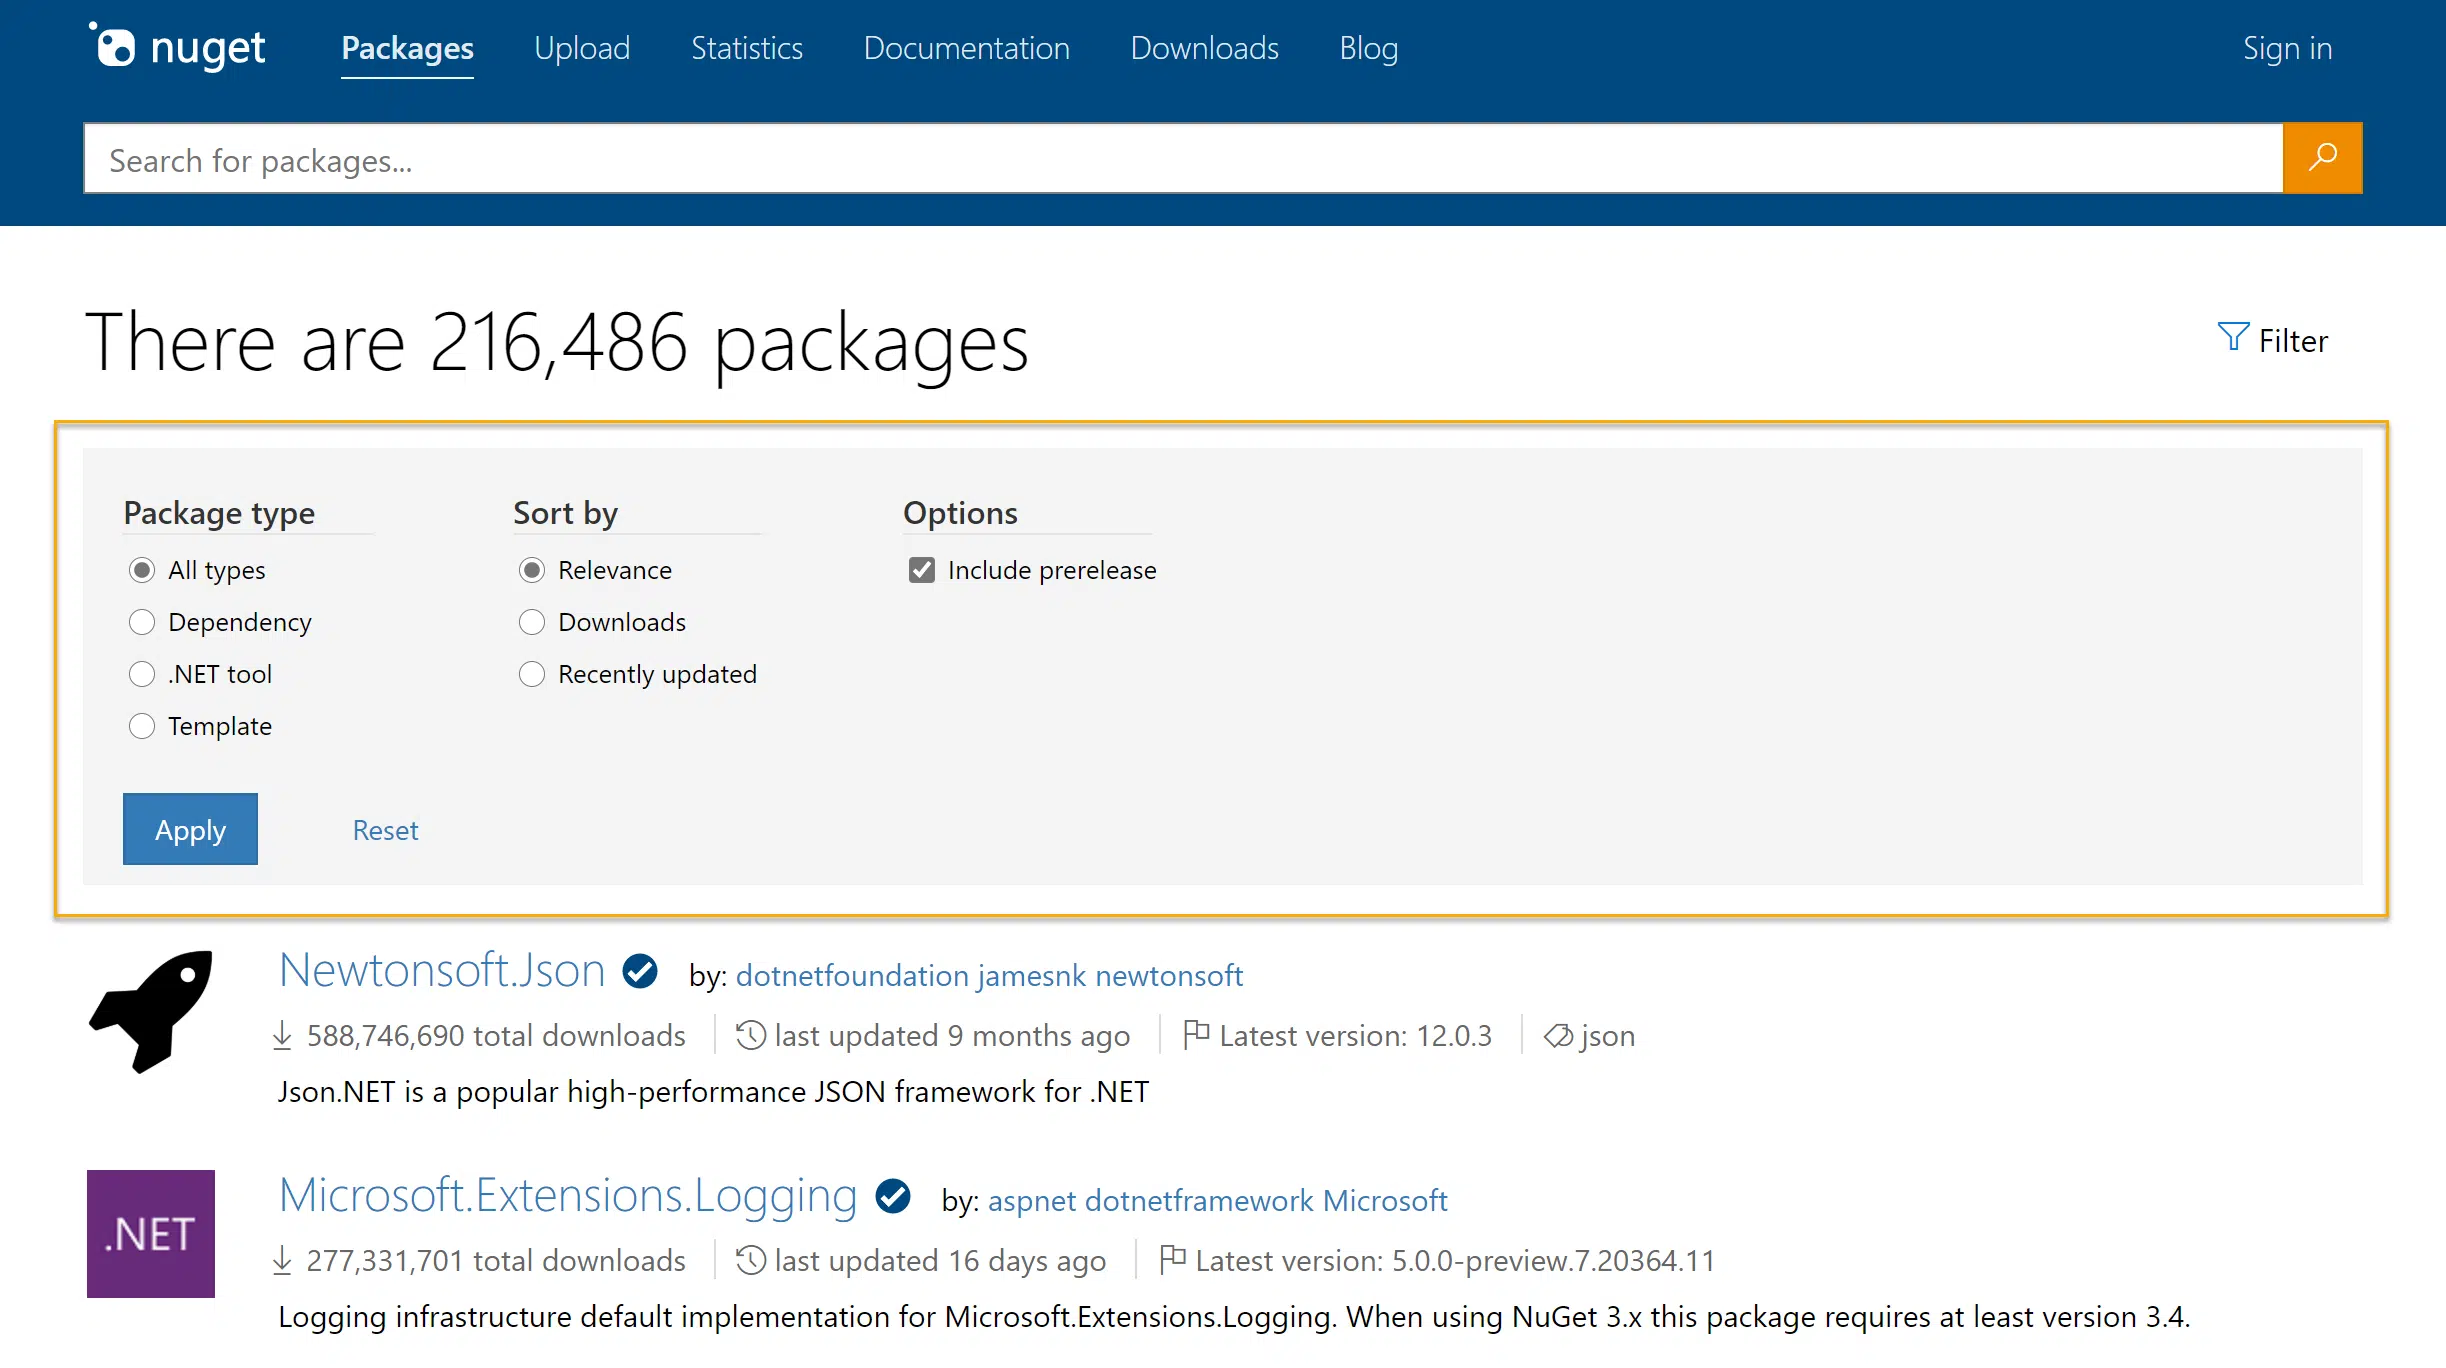 nuget Packages Upload Statistics Documentation Downloads Blog Sign in
Search for packages...
There are 216,486 packages
Filter
Package type Sort by Options
All types Relevance Include prerelease
Dependency Downloads
.NET tool Recently updated
Template
Apply Reset
Newtonsoft.Json by: dotnetfoundation jamesnk newtonsoft
588,746,690 total downloads last updated 9 months ago Latest version: 12.0.3 json
Json.NET is a popular high-performance JSON framework for .NET
.NET
Microsoft.Extensions.Logging by: aspnet dotnetframework Microsoft
277,331,701 total downloads last updated 16 days ago Latest version: 5.0.0-preview.7.20364.11
Logging infrastructure default implementation for Microsoft.Extensions.Logging. When using NuGet 3.x this package requires at least version 3.4.